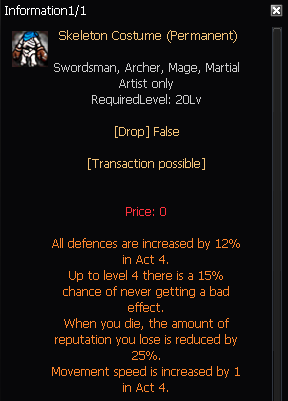 Information1/1
Skeleton Costume (Permanent)
Swordsman, Archer, Mage, Martial
Artist only
RequiredLevel: 20Lv
[Drop] False
[Transaction possible]
Price: 0
All defences are increased by 12%
in Act 4.
Up to level 4 there is a 15%
chance of never getting a bad
effect.
When you die, the amount of
reputation you lose is reduced by
25%.
Movement speed is increased by 1
in Act 4.